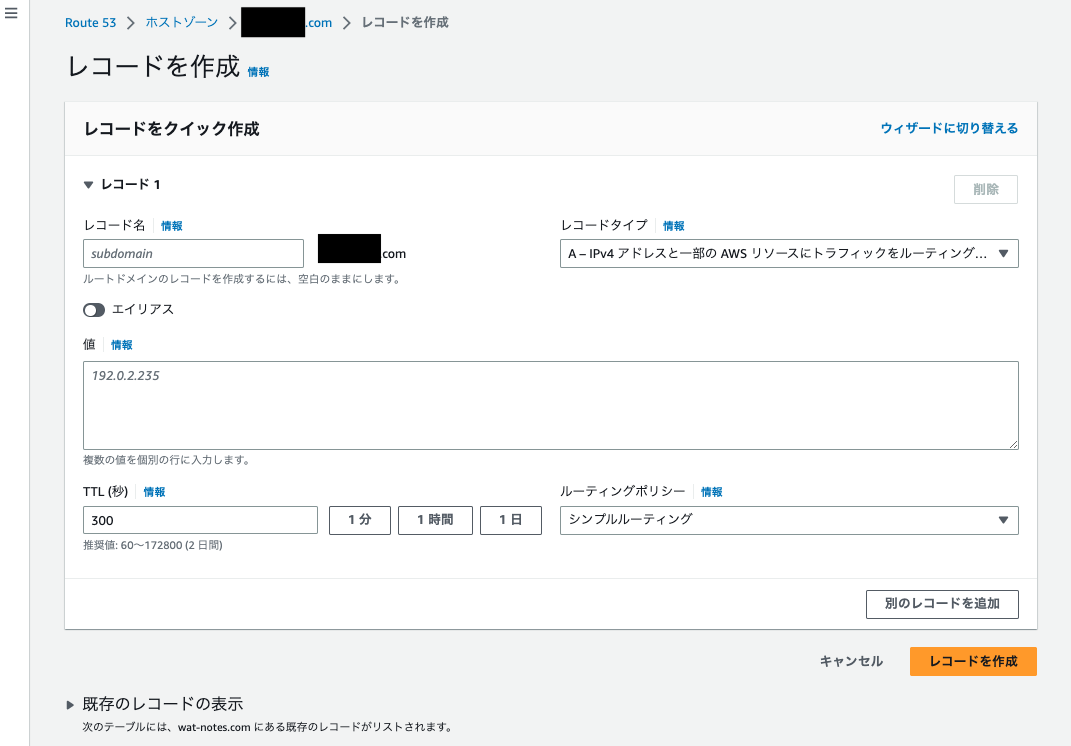 Route 53 > ホストゾーン > .com > レコードを作成
レコードを作成 情報
レコードをクイック作成 ウィザードに切り替える
▼ レコード 1 削除
レコード名 情報 レコードタイプ 情報
subdomain com A – IPv4 アドレスと一部の AWS リソースにトラフィックをルーティング... ▼
ルートドメインのレコードを作成するには、空白のままにします。
エイリアス
値 情報
192.0.2.235
複数の値を個別の行に入力します。
TTL (秒) 情報 ルーティングポリシー 情報
300 1 分 1 時間 1 日 シンプルルーティング ▼
推奨値: 60～172800 (2 日間)
別のレコードを追加
キャンセル レコードを作成
▶ 既存のレコードの表示
次のテーブルには、wat-notes.com にある既存のレコードがリストされます。